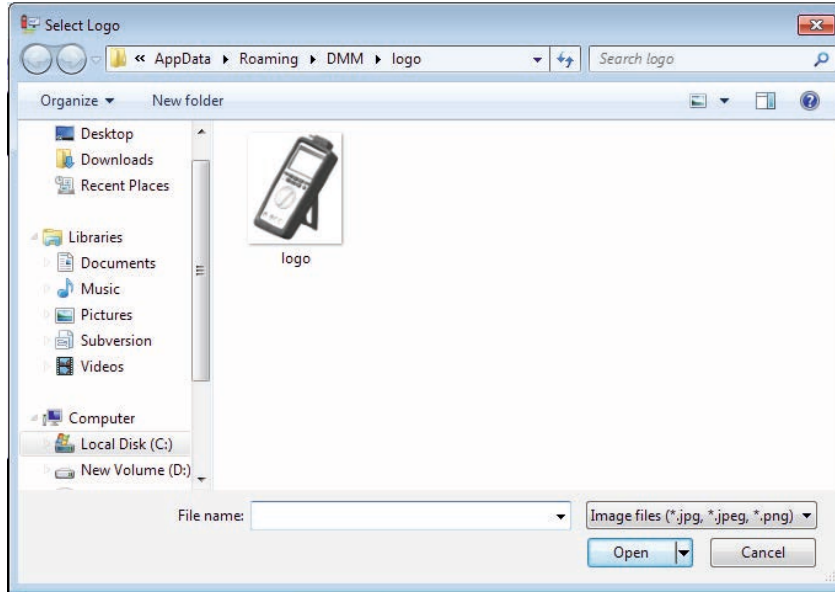 Select Logo
« AppData ▸ Roaming ▸ DMM ▸ logo
Search logo
Organize
New folder
Desktop
Downloads
Recent Places
Libraries
Documents
Music
Pictures
Subversion
Videos
Computer
Local Disk (C:)
New Volume (D:)
logo
File name:
Image files (*.jpg, *.jpeg, *.png)
Open
Cancel